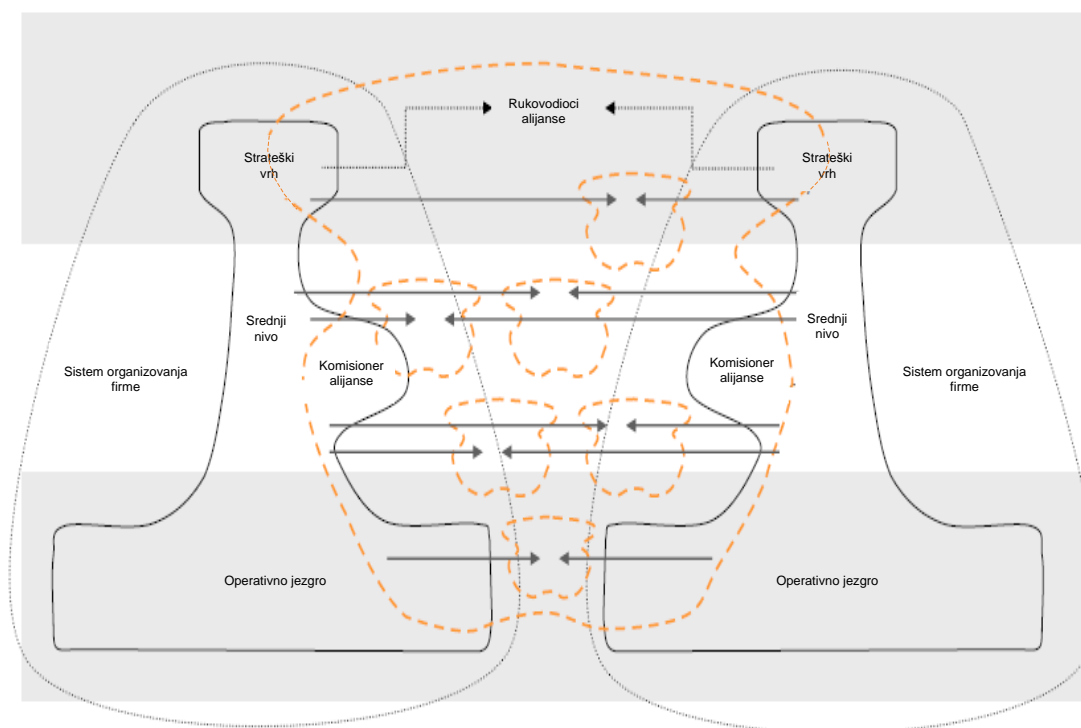 Rukovodioci
alijanse
Strateški
vrh
Strateški
vrh
Srednji
nivo
Srednji
nivo
Sistem organizovanja
firme
Komisioner
alijanse
Komisioner
alijanse
Sistem organizovanja
firme
Operativno jezgro
Operativno jezgro